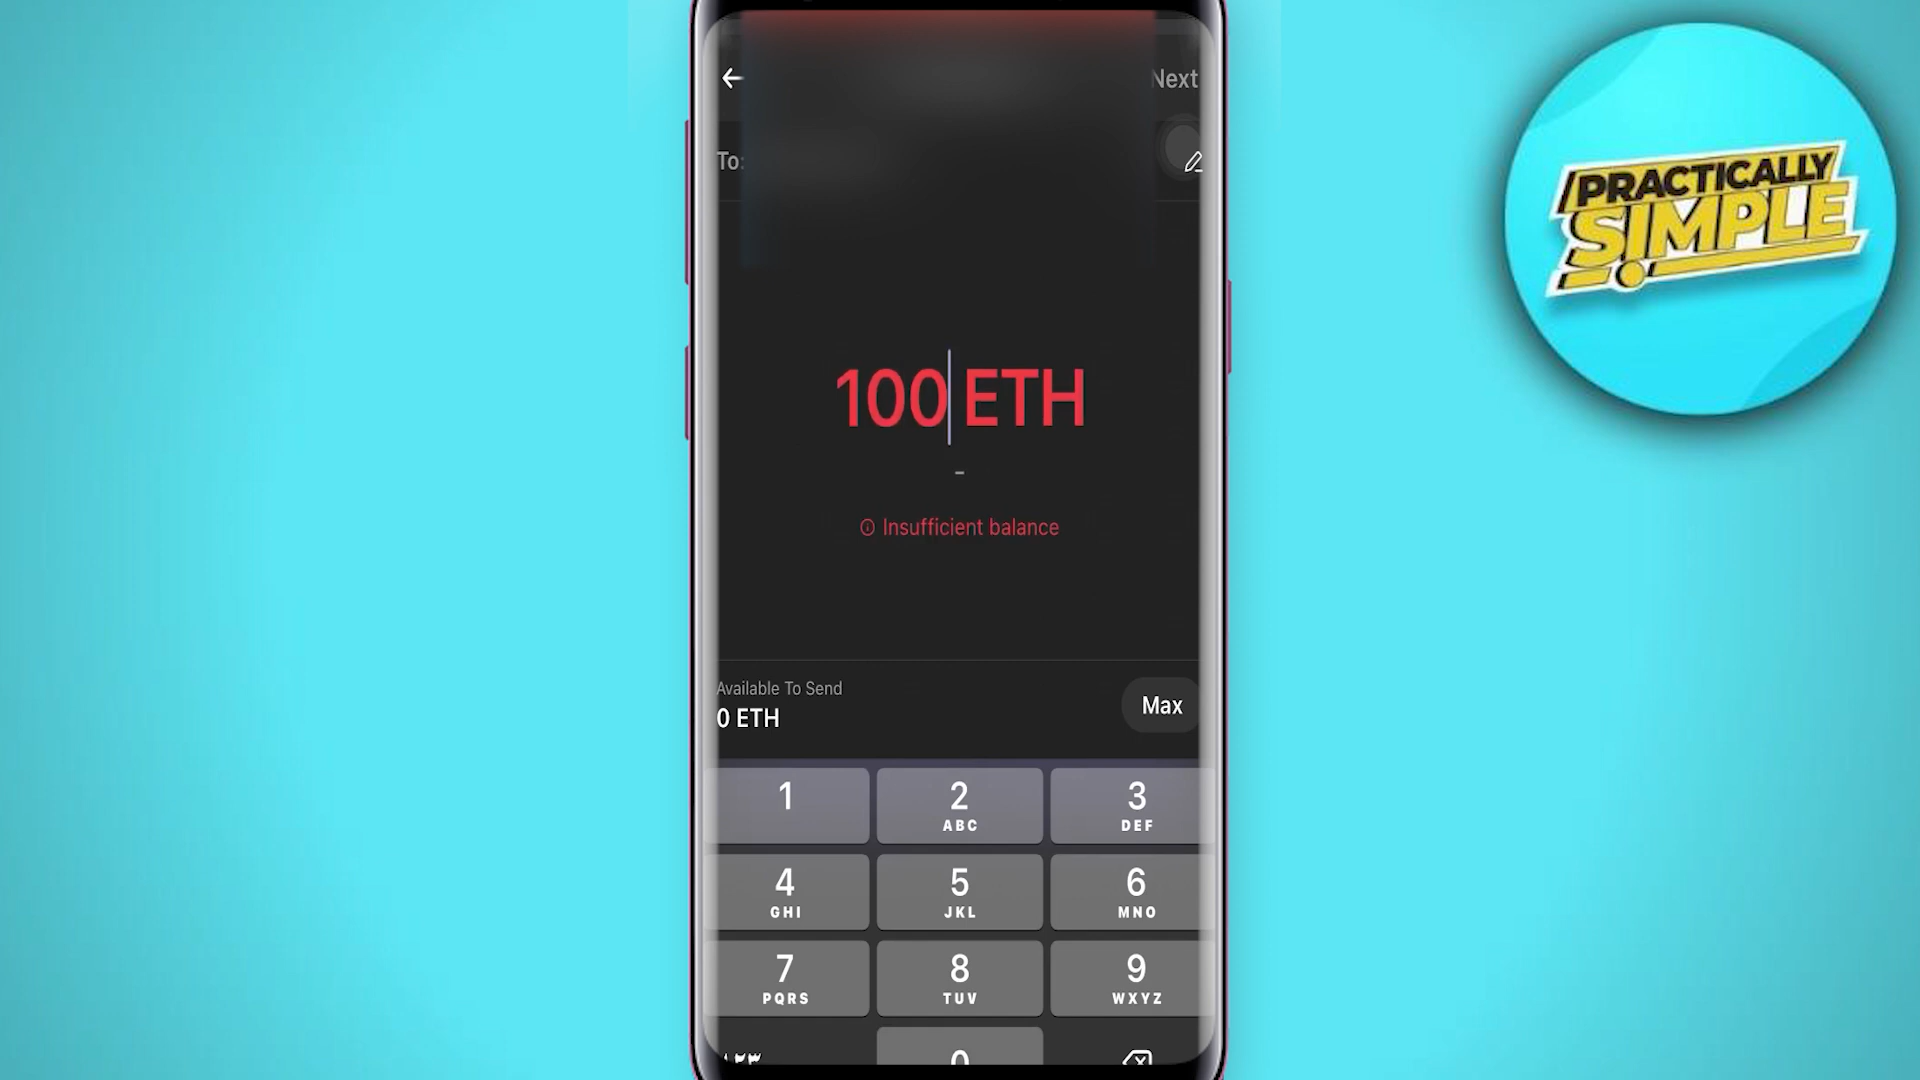 Next
To:
100 ETH
-
Insufficient balance
Available To Send
0 ETH
Max
1
2
ABC
3
DEF
4
GHI
5
JKL
6
MNO
7
PQRS
8
TUV
9
WXYZ
0
PRACTICALLY
SIMPLE